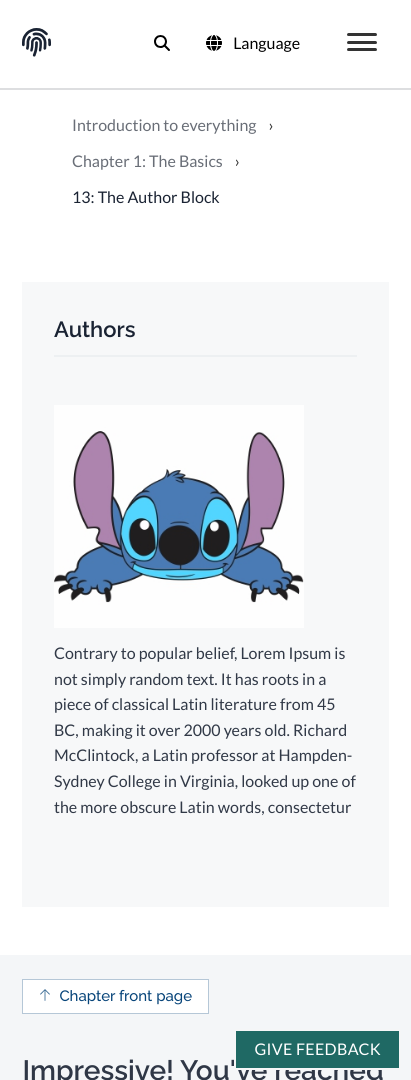 Language
Introduction to everything ›
Chapter 1: The Basics ›
13: The Author Block
Authors
Contrary to popular belief, Lorem Ipsum is
not simply random text. It has roots in a
piece of classical Latin literature from 45
BC, making it over 2000 years old. Richard
McClintock, a Latin professor at Hampden-
Sydney College in Virginia, looked up one of
the more obscure Latin words, consectetur
↑ Chapter front page
GIVE FEEDBACK
Impressive! You've reached